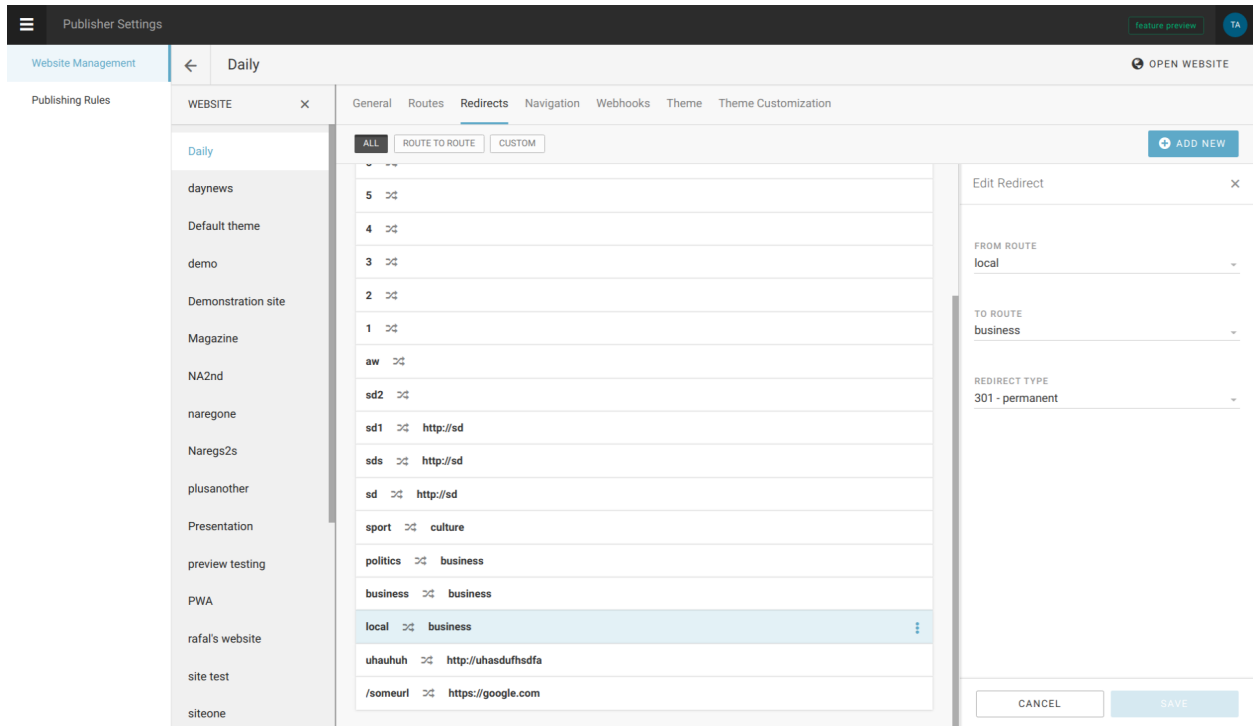 Publisher Settings
feature preview
TA
Website Management
Publishing Rules
Daily
OPEN WEBSITE
WEBSITE
General Routes Redirects Navigation Webhooks Theme Theme Customization
ALL ROUTE TO ROUTE CUSTOM
ADD NEW
Daily
daynews
Default theme
demo
Demonstration site
Magazine
NA2nd
naregone
Naregs2s
plusanother
Presentation
preview testing
PWA
rafal's website
site test
siteone
5
4
3
2
1
aw
sd2
sd1 http://sd
sds http://sd
sd http://sd
sport culture
politics business
business business
local business
uhauhuh http://uhasdufhsdfa
/someurl https://google.com
Edit Redirect
FROM ROUTE
local
TO ROUTE
business
REDIRECT TYPE
301 - permanent
CANCEL
SAVE